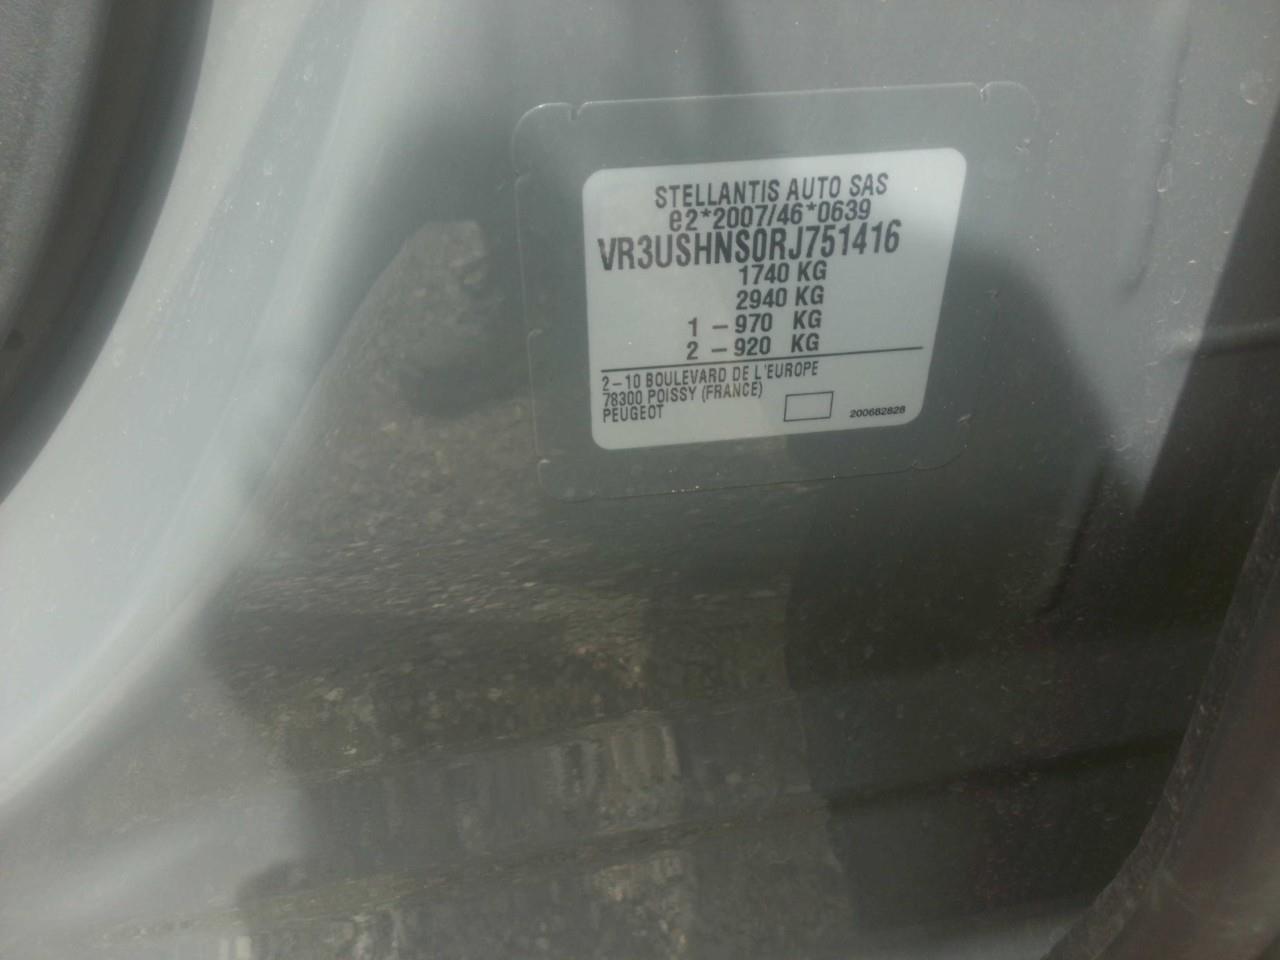 STELLANTIS AUTO SAS
e2*2007/46*0639
VR3USHNS0RJ751416
1740 KG
2940 KG
1 – 970 KG
2 – 920 KG
2–10 BOULEVARD DE L'EUROPE
78300 POISSY (FRANCE)
PEUGEOT
200682828